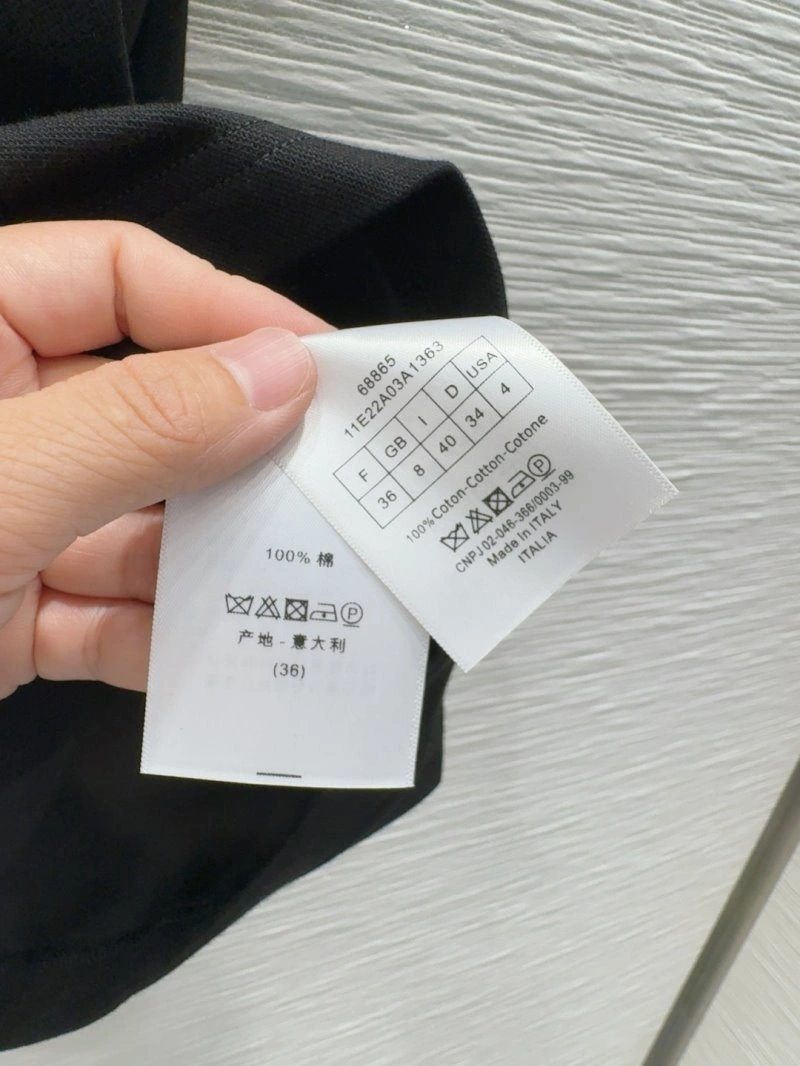 68865
11E22A03A1363
F GB I D USA
36 8 40 34 4
100%Coton-Cotton-Cotone
P
CNPJ 02-046-366/0003-99
Made In ITALY
ITALIA
100% 棉
P
产地 - 意大利
(36)